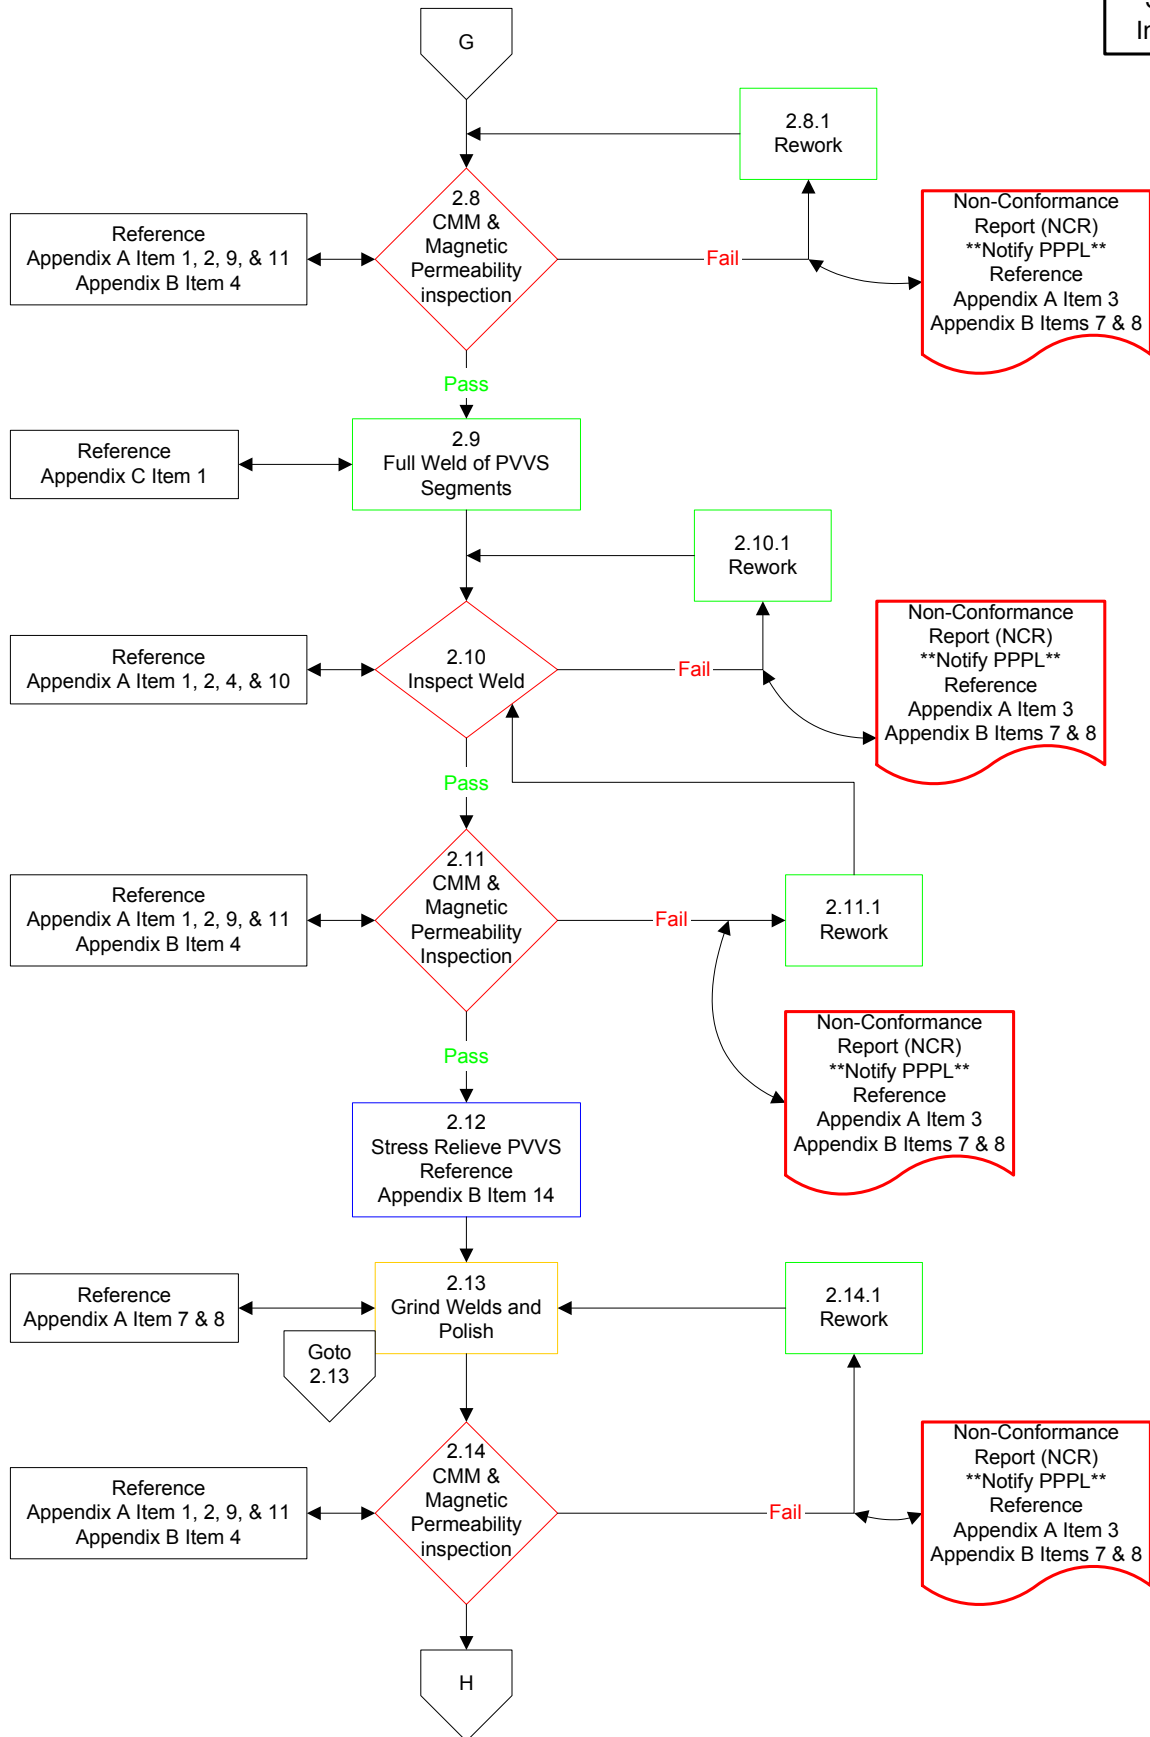 G
2.8.1
Rework
2.8
CMM &
Magnetic
Permeability
inspection
Reference
Appendix A Item 1, 2, 9, & 11
Appendix B Item 4
Fail
Non-Conformance
Report (NCR)
**Notify PPPL**
Reference
Appendix A Item 3
Appendix B Items 7 & 8
Pass
2.9
Full Weld of PVVS
Segments
Reference
Appendix C Item 1
2.10.1
Rework
2.10
Inspect Weld
Reference
Appendix A Item 1, 2, 4, & 10
Fail
Non-Conformance
Report (NCR)
**Notify PPPL**
Reference
Appendix A Item 3
Appendix B Items 7 & 8
Pass
2.11
CMM &
Magnetic
Permeability
Inspection
Reference
Appendix A Item 1, 2, 9, & 11
Appendix B Item 4
Fail
2.11.1
Rework
Non-Conformance
Report (NCR)
**Notify PPPL**
Reference
Appendix A Item 3
Appendix B Items 7 & 8
Pass
2.12
Stress Relieve PVVS
Reference
Appendix B Item 14
2.13
Grind Welds and
Polish
Reference
Appendix A Item 7 & 8
2.14.1
Rework
Goto
2.13
2.14
CMM &
Magnetic
Permeability
inspection
Reference
Appendix A Item 1, 2, 9, & 11
Appendix B Item 4
Fail
Non-Conformance
Report (NCR)
**Notify PPPL**
Reference
Appendix A Item 3
Appendix B Items 7 & 8
H